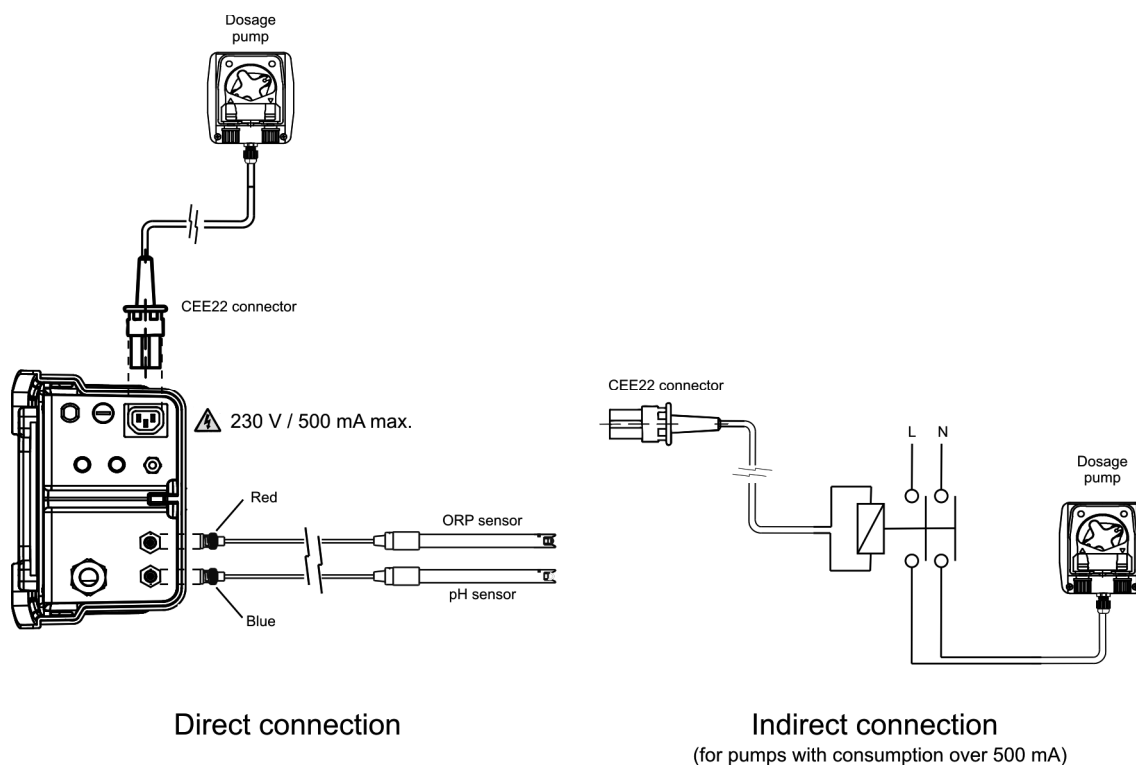 Dosage
pump
CEE22 connector
230 V / 500 mA max.
Red
ORP sensor
pH sensor
Blue
Direct connection
CEE22 connector
L N
Dosage
pump
Indirect connection
(for pumps with consumption over 500 mA)